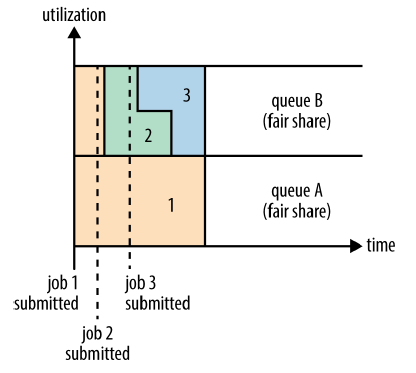 utilization
3
queue B
(fair share)
2
1
queue A
(fair share)
time
job 1
submitted
job 3
submitted
job 2
submitted